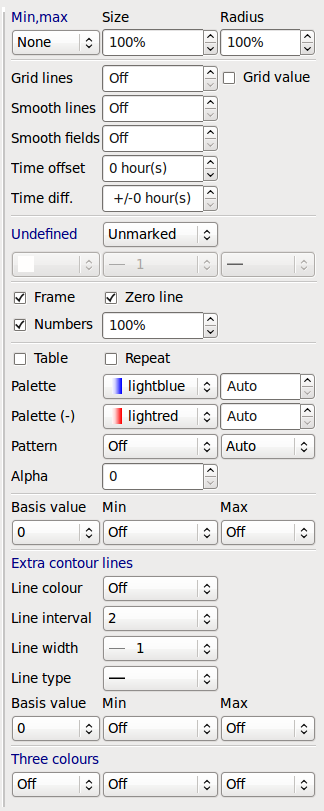 Min,max Size Radius
None 100% 100%
Grid lines Off Grid value
Smooth lines Off
Smooth fields Off
Time offset 0 hour(s)
Time diff. +/-0 hour(s)
Undefined Unmarked
1
Frame Zero line
Numbers 100%
Table Repeat
Palette lightblue Auto
Palette (-) lightred Auto
Pattern Off Auto
Alpha 0
Basis value Min Max
0 Off Off
Extra contour lines
Line colour Off
Line interval 2
Line width 1
Line type
Basis value Min Max
0 Off Off
Three colours
Off Off Off